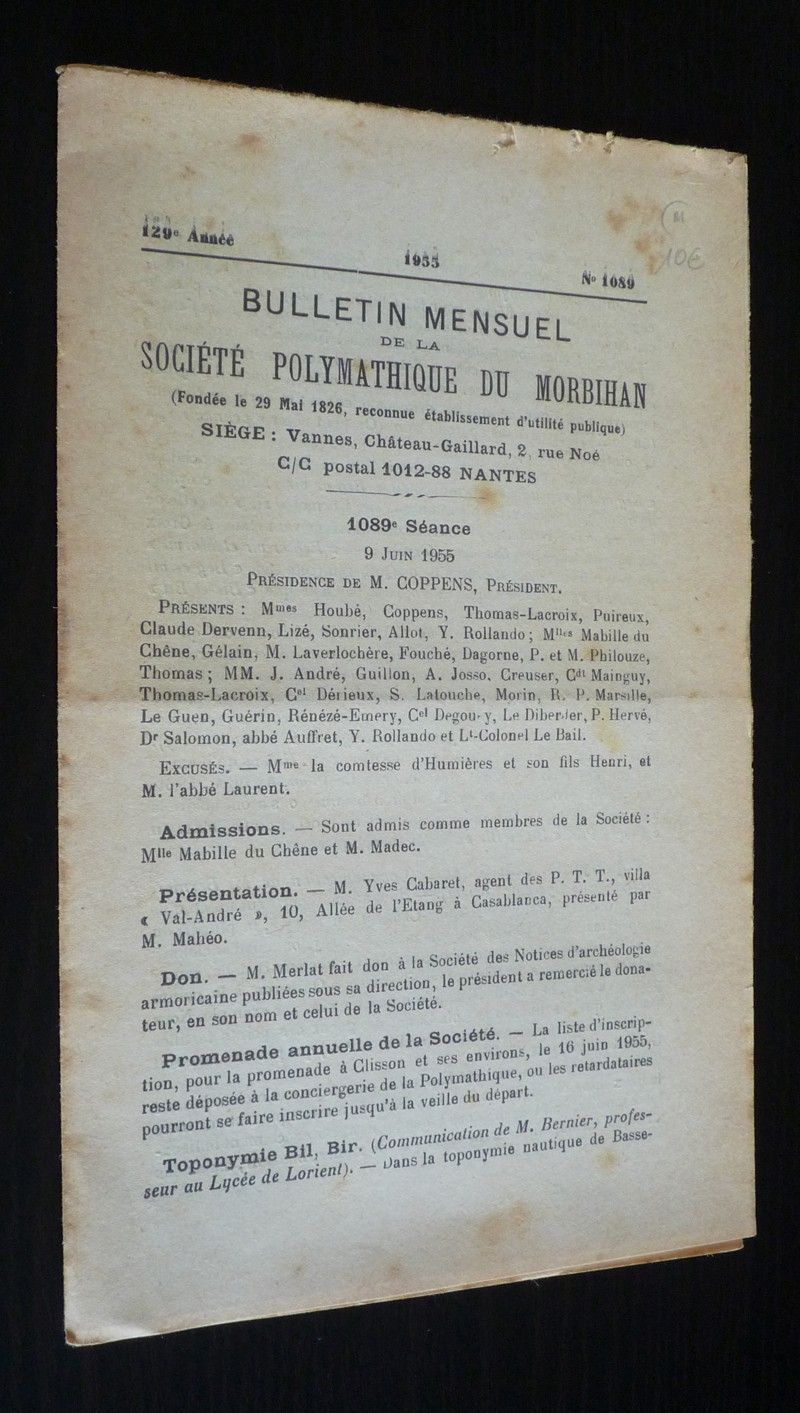 129e Année
1955
No 1089
BULLETIN MENSUEL
DE LA
SOCIÉTÉ POLYMATHIQUE DU MORBIHAN
(Fondée le 29 Mai 1826, reconnue établissement d'utilité publique)
SIÈGE : Vannes, Château-Gaillard, 2, rue Noé
C/C postal 1012-88 NANTES
1089e Séance
9 JUIN 1955
PRÉSIDENCE DE M. COPPENS, PRÉSIDENT.
PRÉSENTS : Mmes Houbé, Coppens, Thomas-Lacroix, Puireux,
Claude Dervenn, Lizé, Sonrier, Allot, Y. Rollando ; Mlles Mabille du
Chêne, Gélain, M. Laverlochère, Fouché, Dagorne, P. et M. Philouze,
Thomas ; MM. J. André, Guillon, A. Josso, Creuser, Cdt Mainguy,
Thomas-Lacroix, Cel Dérieux, S. Latouche, Morin, R. P. Marsille,
Le Guen, Guérin, Rénézé-Emery, Cel Degoury, Le Diberder, P. Hervé,
Dr Salomon, abbé Auffret, Y. Rollando et Lt-Colonel Le Bail.
EXCUSÉS. — Mme la comtesse d'Humières et son fils Henri, et
M. l'abbé Laurent.
Admissions. — Sont admis comme membres de la Société :
Mlle Mabille du Chêne et M. Madec.
Présentation. — M. Yves Cabaret, agent des P. T. T., villa
« Val-André », 10, Allée de l'Etang à Casablanca, présenté par
M. Mahéo.
Don. — M. Merlat fait don à la Société des Notices d'archéologie
armoricaine publiées sous sa direction, le président a remercié le dona-
teur, en son nom et celui de la Société.
Promenade annuelle de la Société. — La liste d'inscrip-
tion, pour la promenade à Clisson et ses environs, le 16 juin 1955,
reste déposée à la conciergerie de la Polymathique, ou les retardataires
pourront se faire inscrire jusqu'à la veille du départ.
Toponymie Bil, Bir. (Communication de M. Bernier, profes-
seur au Lycée de Lorient). — Dans la toponymie nautique de Basse-
M
10€